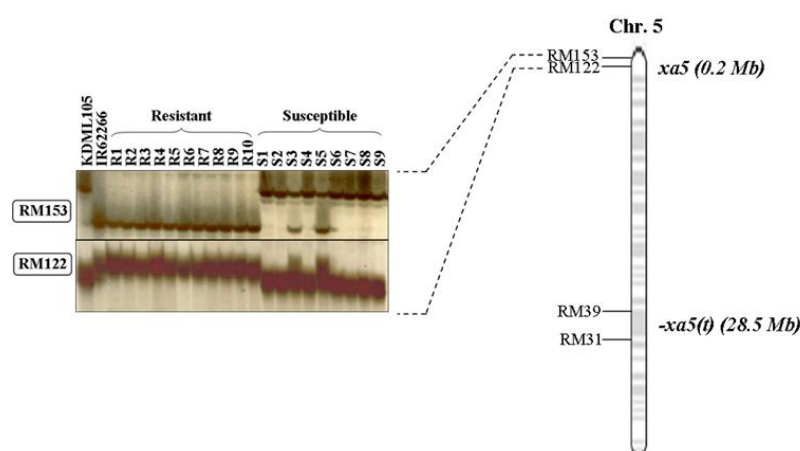 Chr. 5
RM153
RM122
xa5 (0.2 Mb)
Resistant
Susceptible
KDML105
IR62266
R1
R2
R3
R4
R5
R6
R7
R8
R9
R10
S1
S2
S3
S4
S5
S6
S7
S8
S9
RM153
RM122
RM39
-xa5(t) (28.5 Mb)
RM31